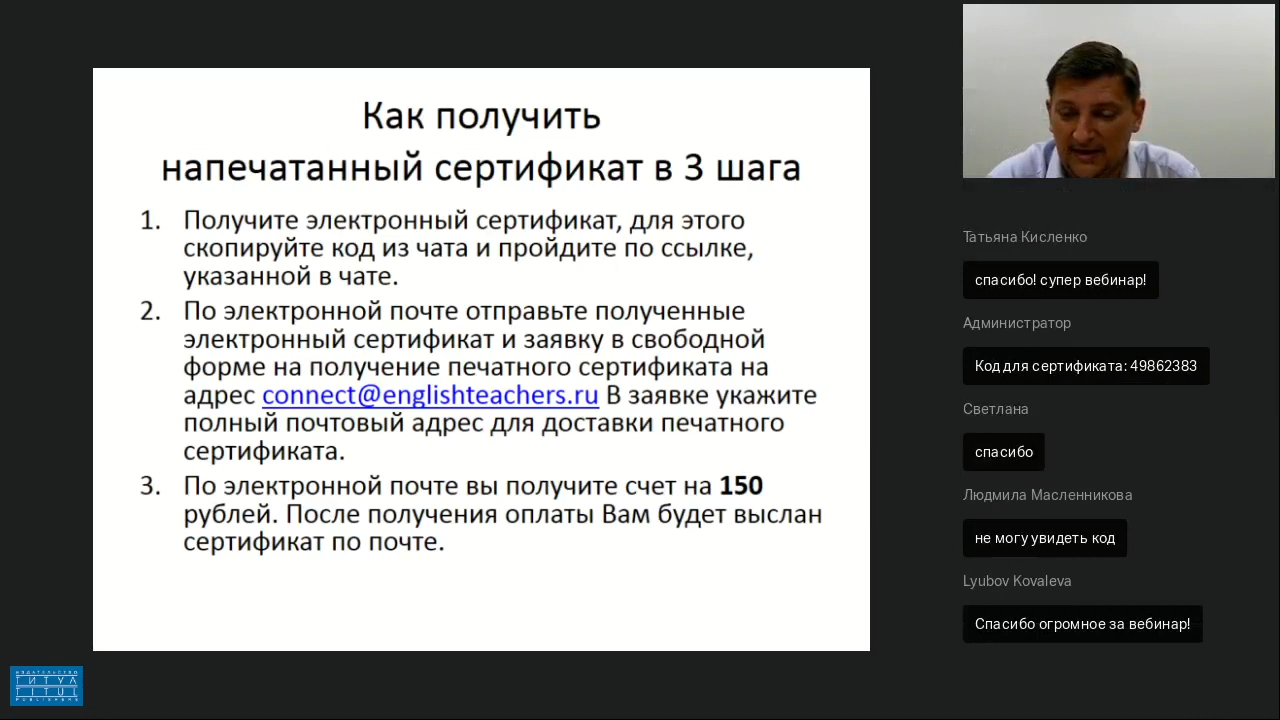 Как получить
напечатанный сертификат в 3 шага
1. Получите электронный сертификат, для этого
скопируйте код из чата и пройдите по ссылке,
указанной в чате.
2. По электронной почте отправьте полученные
электронный сертификат и заявку в свободной
форме на получение печатного сертификата на
адрес connect@englishteachers.ru В заявке укажите
полный почтовый адрес для доставки печатного
сертификата.
3. По электронной почте вы получите счет на 150
рублей. После получения оплаты Вам будет выслан
сертификат по почте.
Татьяна Кисленко
спасибо! супер вебинар!
Администратор
Код для сертификата: 49862383
Светлана
спасибо
Людмила Масленникова
не могу увидеть код
Lyubov Kovaleva
Спасибо огромное за вебинар!
ИЗДАТЕЛЬСТВО
ТИТУЛ
TITUL
PUBLISHERS